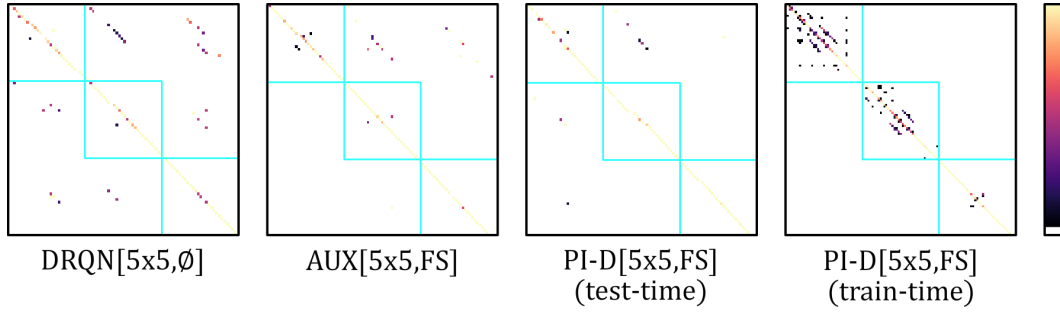 DRQN[5x5,Ø]
AUX[5x5,FS]
PI-D[5x5,FS]
(test-time)
PI-D[5x5,FS]
(train-time)